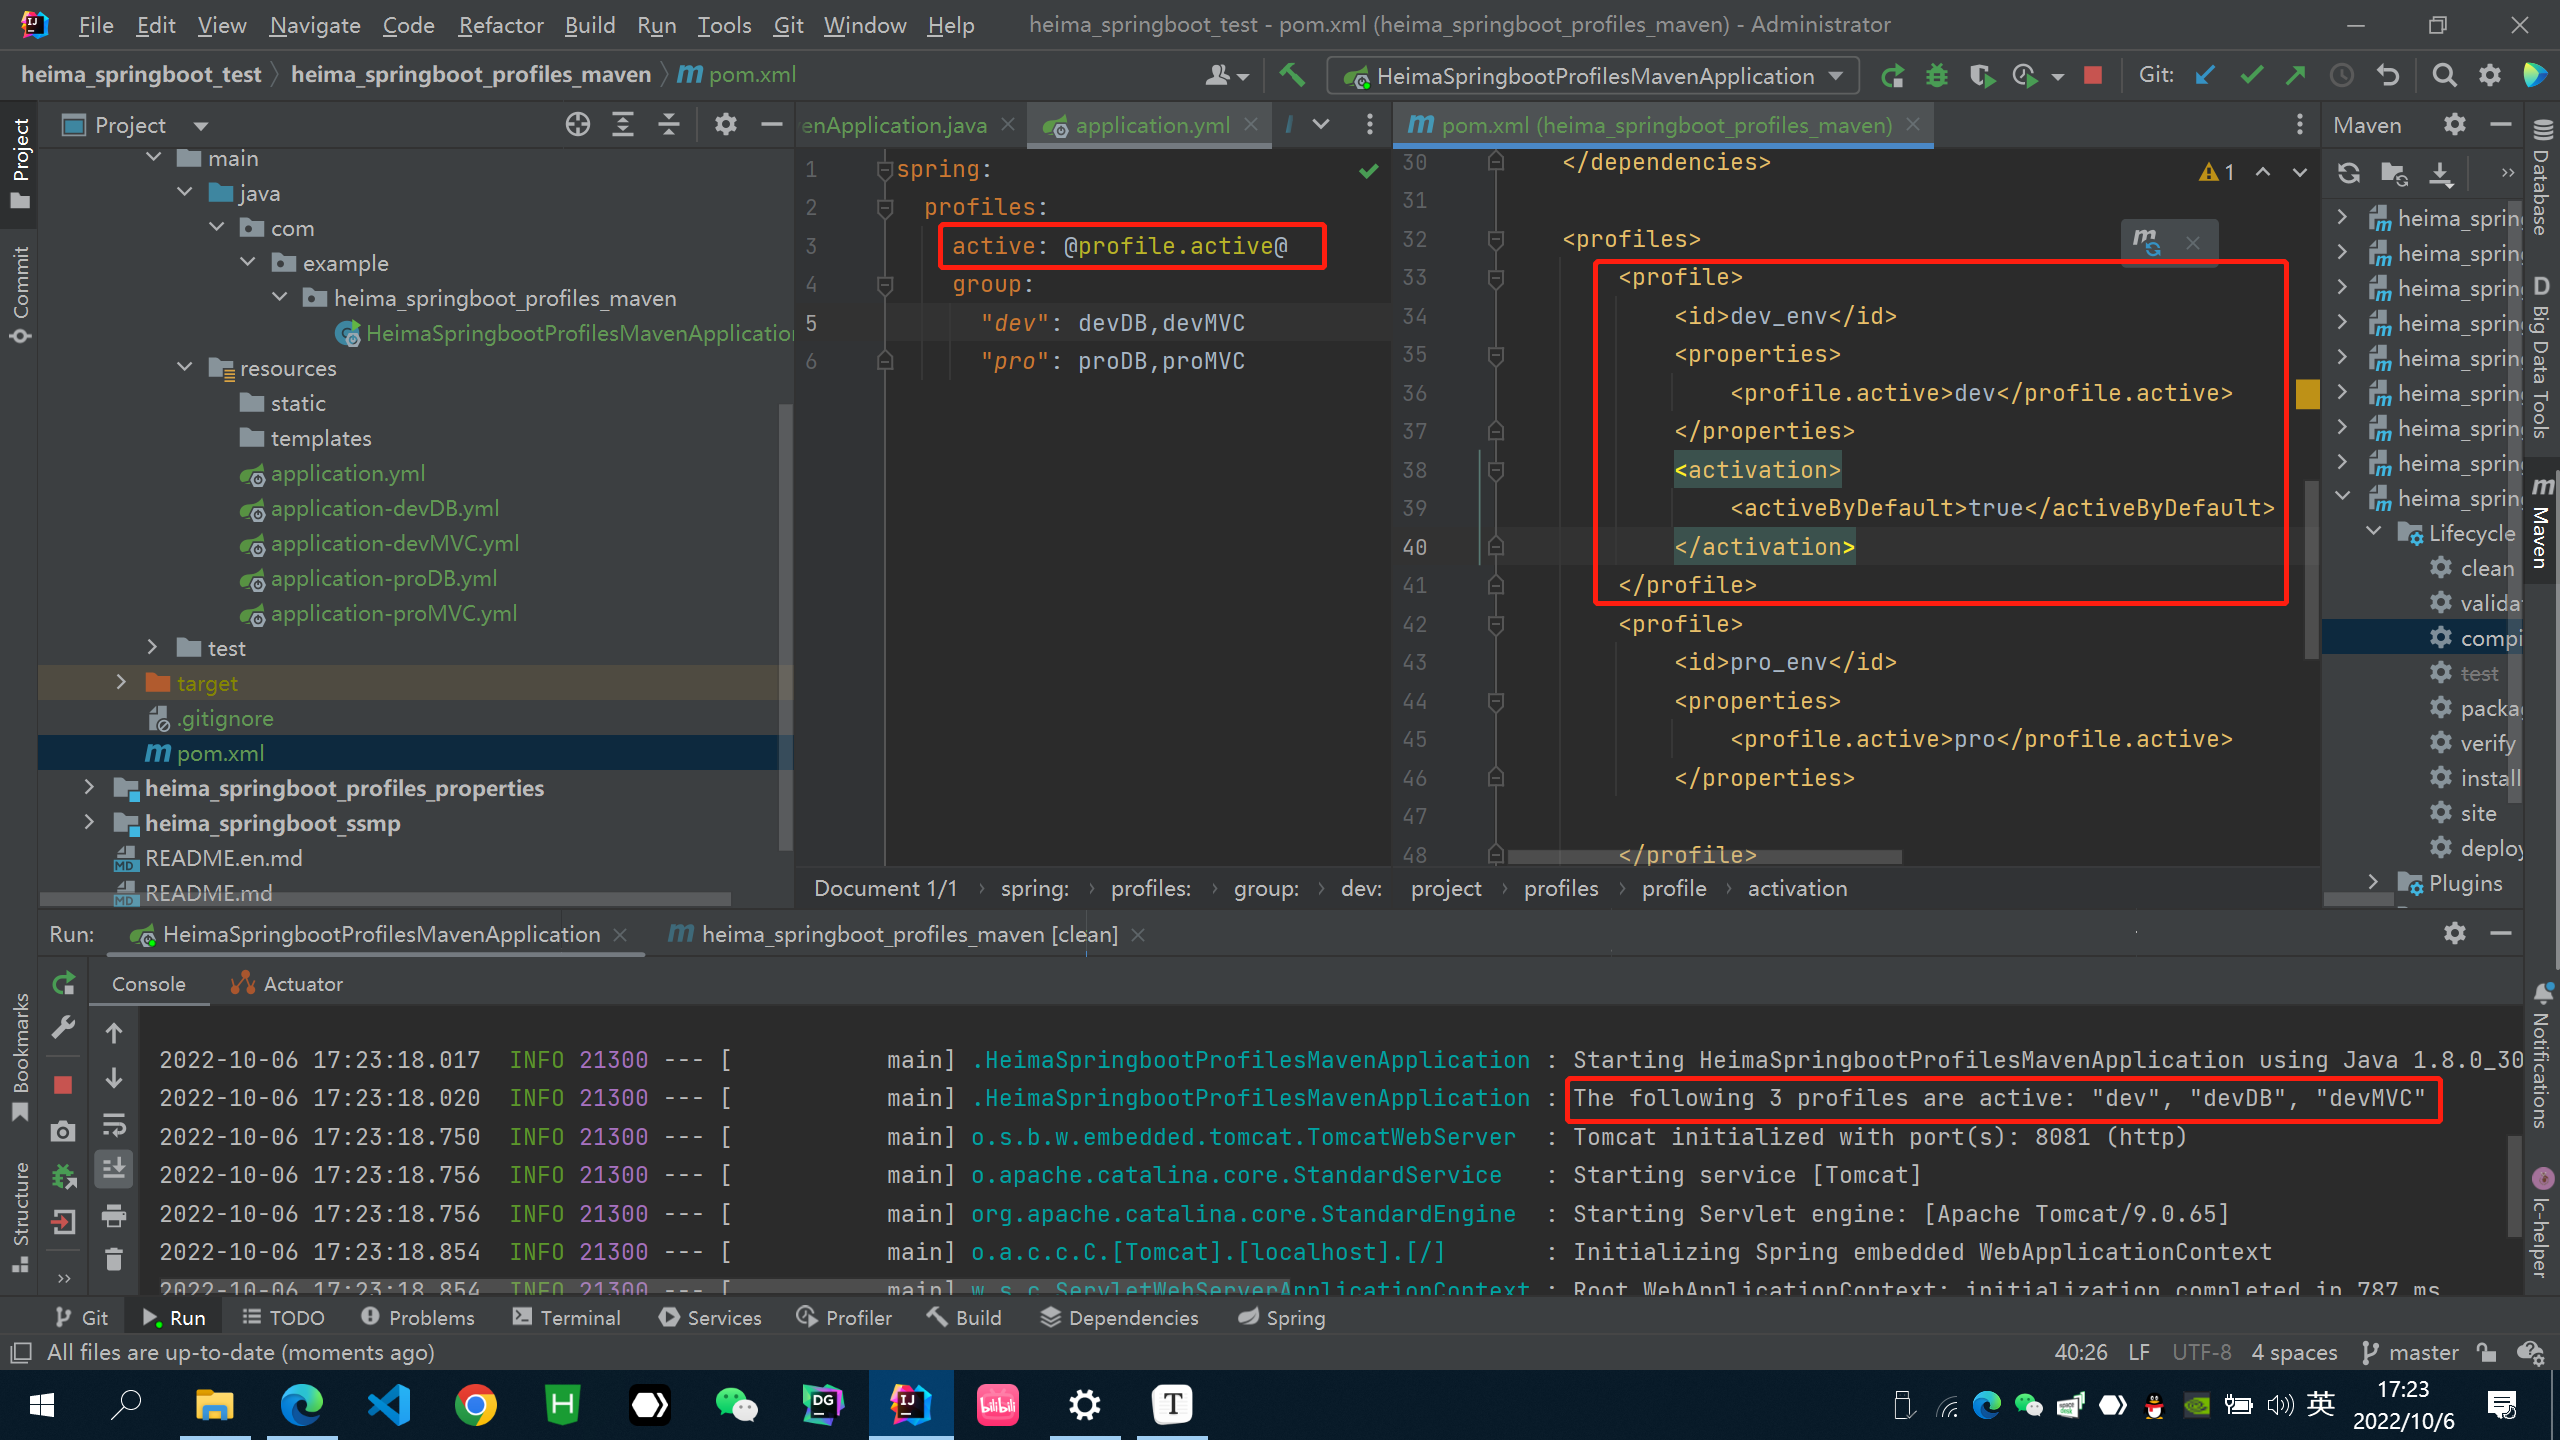 File Edit View Navigate Code Refactor Build Run Tools Git Window Help heima_springboot_test - pom.xml (heima_springboot_profiles_maven) - Administrator
heima_springboot_test heima_springboot_profiles_maven m pom.xml HeimaSpringbootProfilesMavenApplication Git:
Project
main
java
com
example
heima_springboot_profiles_maven
HeimaSpringbootProfilesMavenApplication
resources
static
templates
application.yml
application-devDB.yml
application-devMVC.yml
application-proDB.yml
application-proMVC.yml
test
target
.gitignore
pom.xml
heima_springboot_profiles_properties
heima_springboot_ssmp
README.en.md
README.md
Project
Commit
Bookmarks
Structure
enApplication.java application.yml
1 spring:
2 profiles:
3 active: @profile.active@
4 group:
5 "dev": devDB,devMVC
6 "pro": proDB,proMVC
Document 1/1 spring: profiles: group: dev:
pom.xml (heima_springboot_profiles_maven)
1
30 </dependencies>
31
32 <profiles>
33 <profile>
34 <id>dev_env</id>
35 <properties>
36 <profile.active>dev</profile.active>
37 </properties>
38 <activation>
39 <activeByDefault>true</activeByDefault>
40 </activation>
41 </profile>
42 <profile>
43 <id>pro_env</id>
44 <properties>
45 <profile.active>pro</profile.active>
46 </properties>
47
48 </profile>
project profiles profile activation
Maven
heima_spring
heima_spring
heima_spring
heima_spring
heima_spring
heima_spring
heima_spring
heima_spring
heima_spring
Lifecycle
clean
valida
compi
test
packa
verify
install
site
deploy
Plugins
Database
Big Data Tools
Maven
Notifications
lc-helper
Run: HeimaSpringbootProfilesMavenApplication heima_springboot_profiles_maven [clean]
Console Actuator
2022-10-06 17:23:18.017 INFO 21300 --- [ main] .HeimaSpringbootProfilesMavenApplication : Starting HeimaSpringbootProfilesMavenApplication using Java 1.8.0_30
2022-10-06 17:23:18.020 INFO 21300 --- [ main] .HeimaSpringbootProfilesMavenApplication : The following 3 profiles are active: "dev", "devDB", "devMVC"
2022-10-06 17:23:18.750 INFO 21300 --- [ main] o.s.b.w.embedded.tomcat.TomcatWebServer : Tomcat initialized with port(s): 8081 (http)
2022-10-06 17:23:18.756 INFO 21300 --- [ main] o.apache.catalina.core.StandardService : Starting service [Tomcat]
2022-10-06 17:23:18.756 INFO 21300 --- [ main] org.apache.catalina.core.StandardEngine : Starting Servlet engine: [Apache Tomcat/9.0.65]
2022-10-06 17:23:18.854 INFO 21300 --- [ main] o.a.c.c.C.[Tomcat].[localhost].[/] : Initializing Spring embedded WebApplicationContext
2022-10-06 17:23:18.854 INFO 21300 --- [ main] w.s.c.ServletWebServerApplicationContext : Root WebApplicationContext: initialization completed in 787 ms
Git Run TODO Problems Terminal Services Profiler Build Dependencies Spring
All files are up-to-date (moments ago) 40:26 LF UTF-8 4 spaces master
英 17:23
2022/10/6